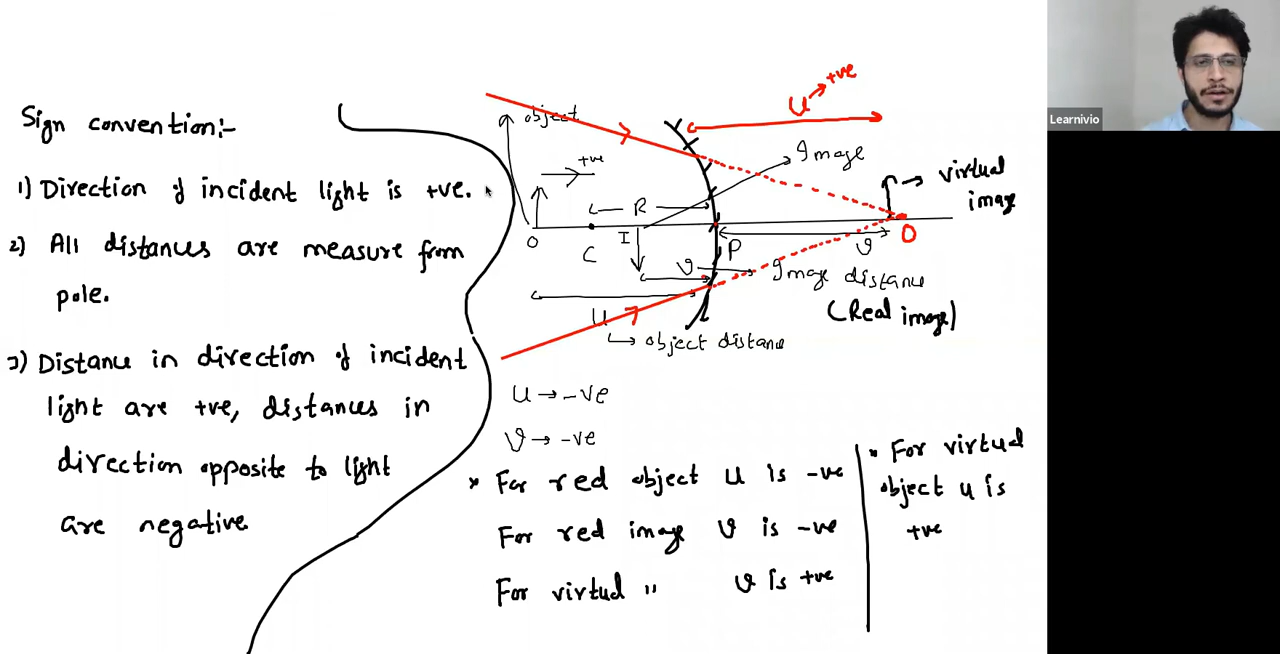 Sign convention:-
1) Direction of incident light is +ve.
2) All distances are measure from
pole.
3) Distance in direction of incident
light are +ve, distances in
direction opposite to light
are negative
object
+ve
u → +ve
Image
→ virtual
image
R
O
C
I
P
O
v
v
Image distance
(Real image)
u
↳ object distance
u → -ve
v → -ve
* For red object u is -ve
For red image v is -ve
For virtual " v is +ve
* For virtual
object u is
+ve
Learnivio